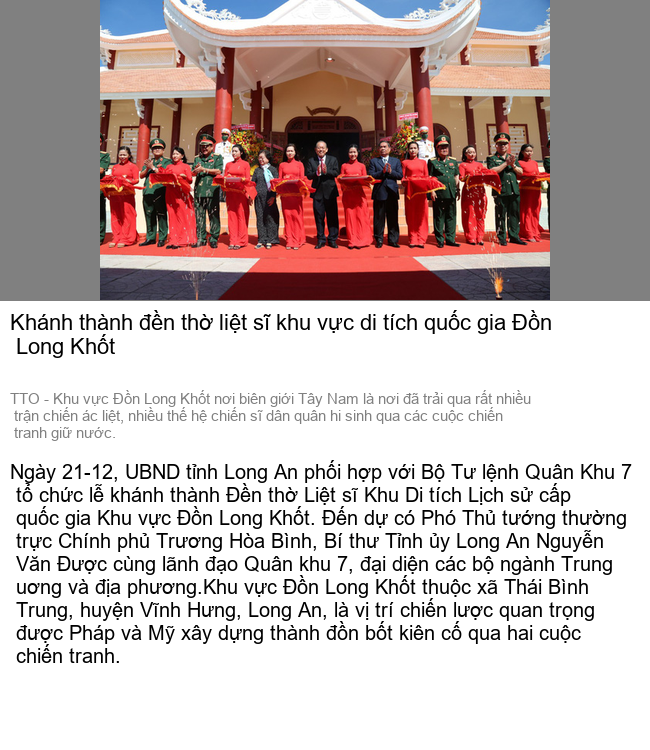 Khánh thành đền thờ liệt sĩ khu vực di tích quốc gia Đồn
Long Khốt
TTO - Khu vực Đồn Long Khốt nơi biên giới Tây Nam là nơi đã trải qua rất nhiều
trận chiến ác liệt, nhiều thế hệ chiến sĩ dân quân hi sinh qua các cuộc chiến
tranh giữ nước.
Ngày 21-12, UBND tỉnh Long An phối hợp với Bộ Tư lệnh Quân Khu 7
tổ chức lễ khánh thành Đền thờ Liệt sĩ Khu Di tích Lịch sử cấp
quốc gia Khu vực Đồn Long Khốt. Đến dự có Phó Thủ tướng thường
trực Chính phủ Trương Hòa Bình, Bí thư Tỉnh ủy Long An Nguyễn
Văn Được cùng lãnh đạo Quân khu 7, đại diện các bộ ngành Trung
ương và địa phương.Khu vực Đồn Long Khốt thuộc xã Thái Bình
Trung, huyện Vĩnh Hưng, Long An, là vị trí chiến lược quan trọng
được Pháp và Mỹ xây dựng thành đồn bốt kiên cố qua hai cuộc
chiến tranh.